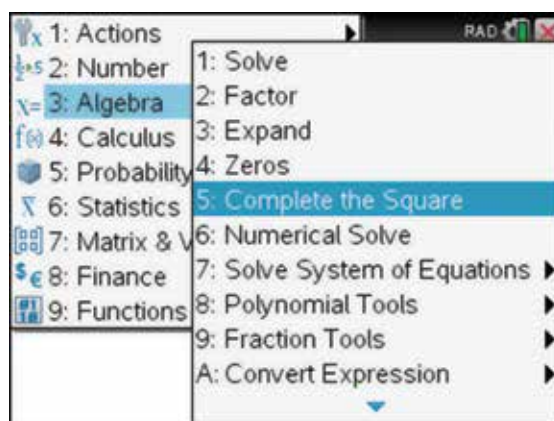 1: Actions
2: Number
3: Algebra
4: Calculus
5: Probability
6: Statistics
7: Matrix & V
8: Finance
9: Functions
RAD
1: Solve
2: Factor
3: Expand
4: Zeros
5: Complete the Square
6: Numerical Solve
7: Solve System of Equations
8: Polynomial Tools
9: Fraction Tools
A: Convert Expression